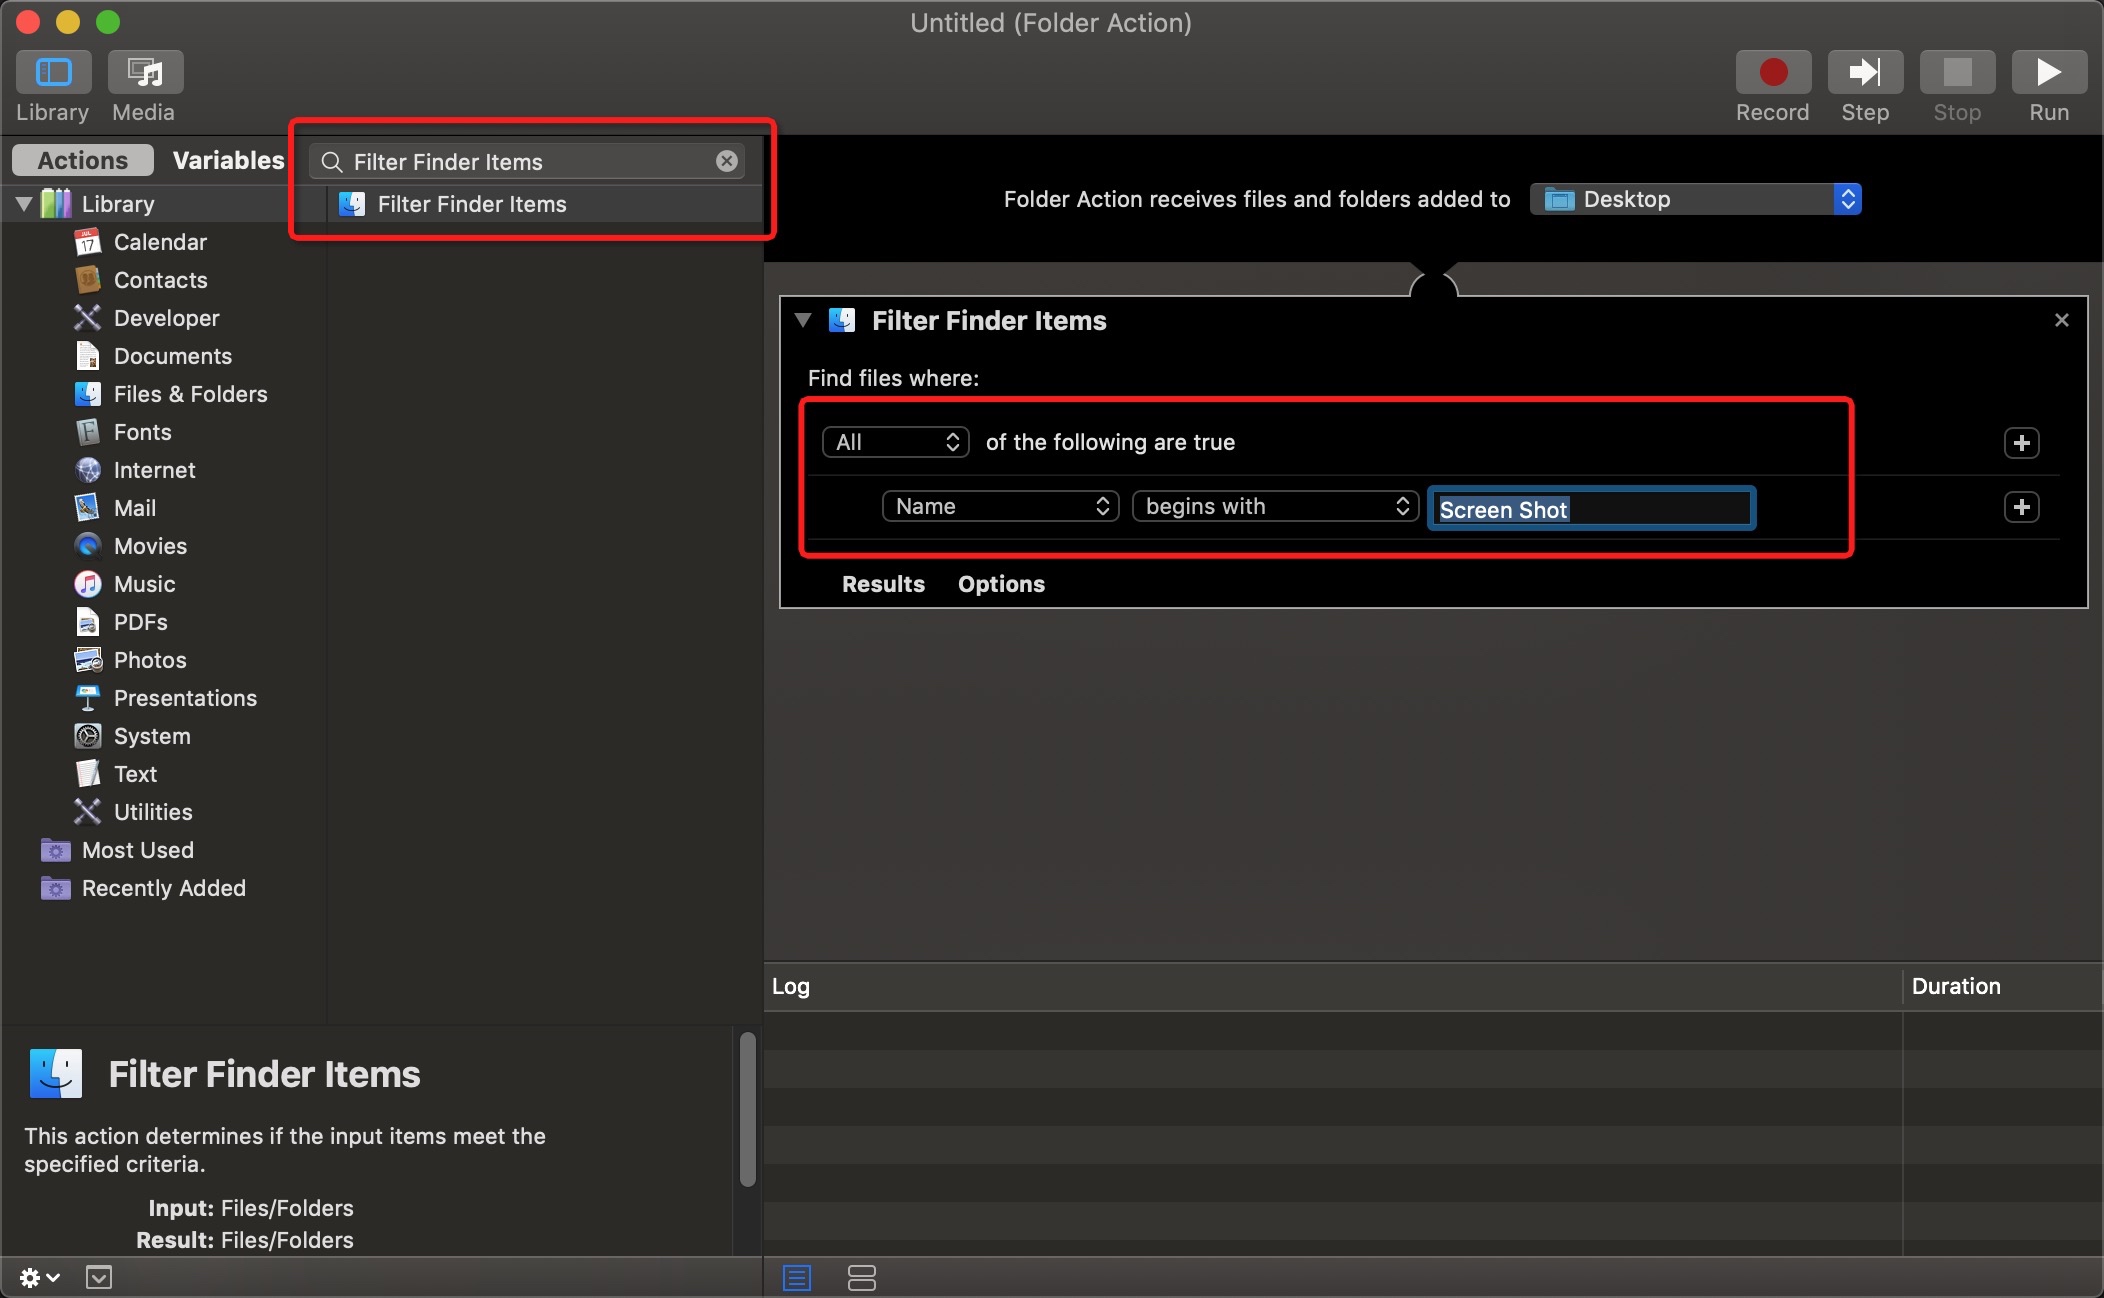 Untitled (Folder Action)
Library
Media
Record
Step
Stop
Run
Actions
Variables
Filter Finder Items
Library
Calendar
JUL
17
Contacts
Developer
Documents
Files & Folders
Fonts
Internet
Mail
Movies
Music
PDFs
Photos
Presentations
System
Text
Utilities
Most Used
Recently Added
Filter Finder Items
Folder Action receives files and folders added to
Desktop
Filter Finder Items
Find files where:
All
of the following are true
Name
begins with
Screen Shot
Results
Options
Log
Duration
Filter Finder Items
This action determines if the input items meet the
specified criteria.
Input: Files/Folders
Result: Files/Folders